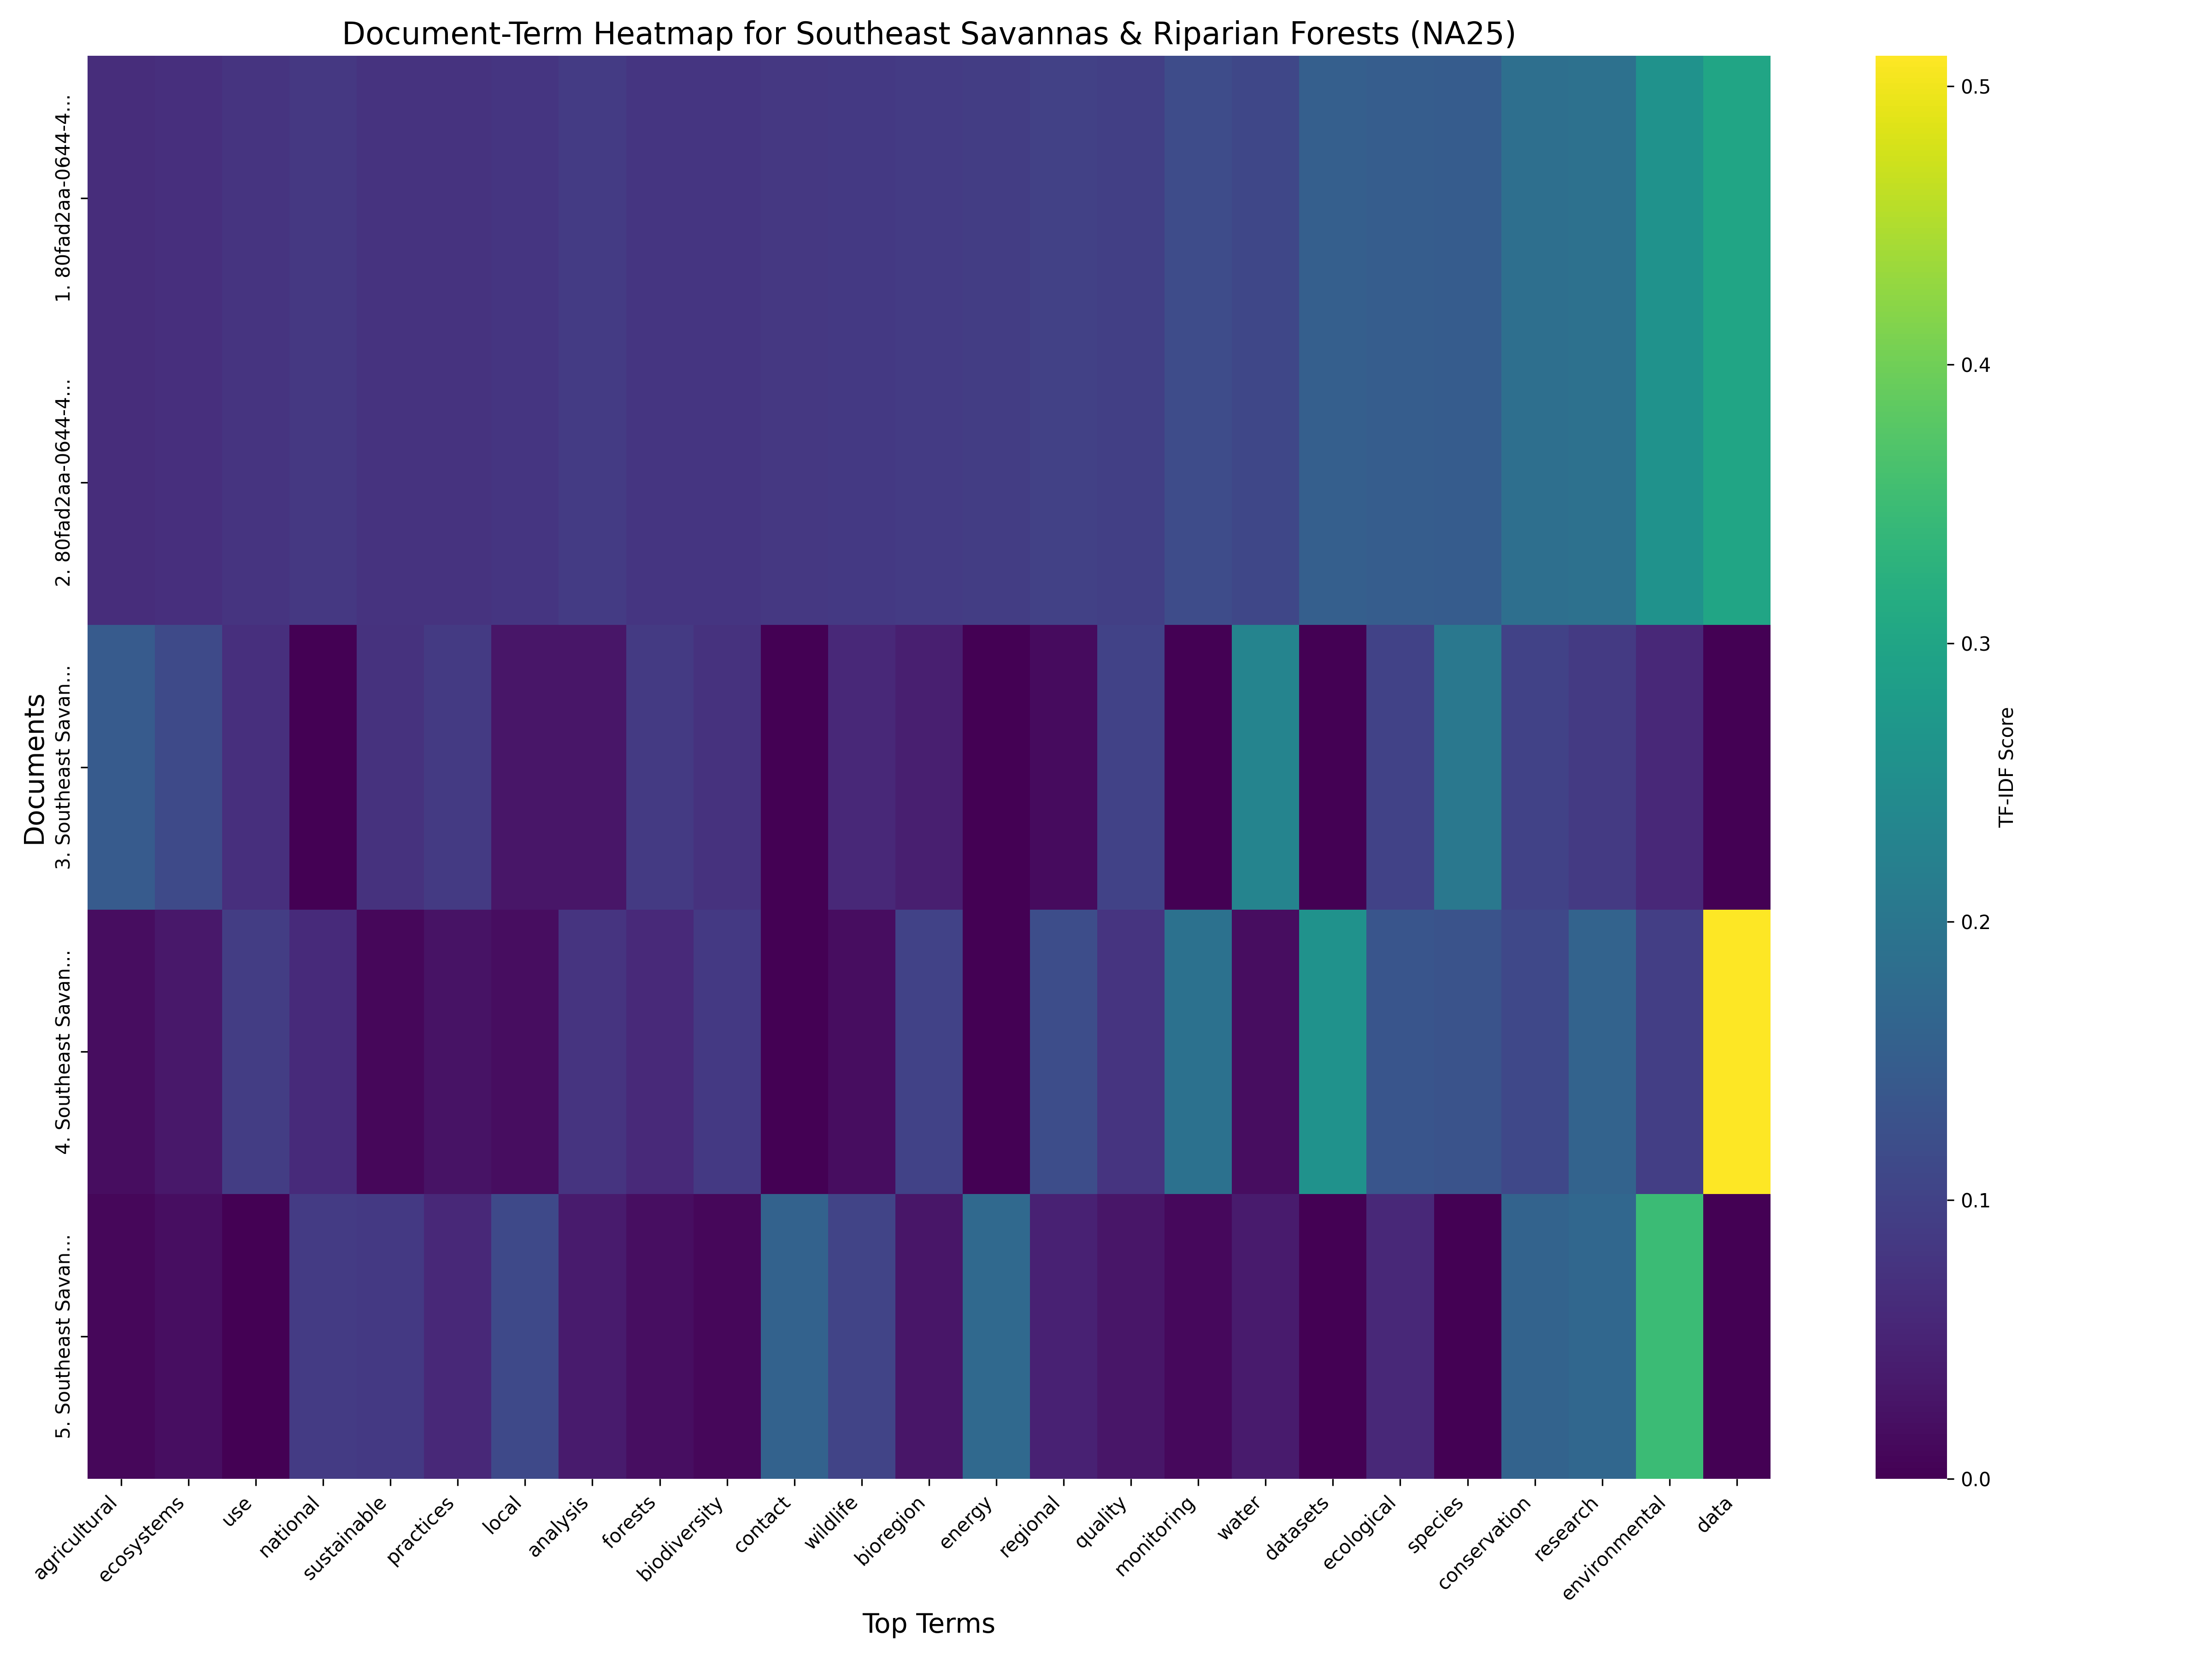 Document-Term Heatmap for Southeast Savannas & Riparian Forests (NA25)
Documents
1. 80fad2aa-0644-4...
2. 80fad2aa-0644-4...
3. Southeast Savan...
4. Southeast Savan...
5. Southeast Savan...
agricultural
ecosystems
use
national
sustainable
practices
local
analysis
forests
biodiversity
contact
wildlife
bioregion
energy
regional
quality
monitoring
water
datasets
ecological
species
conservation
research
environmental
data
Top Terms
0.5
0.4
0.3
0.2
0.1
0.0
TF-IDF Score